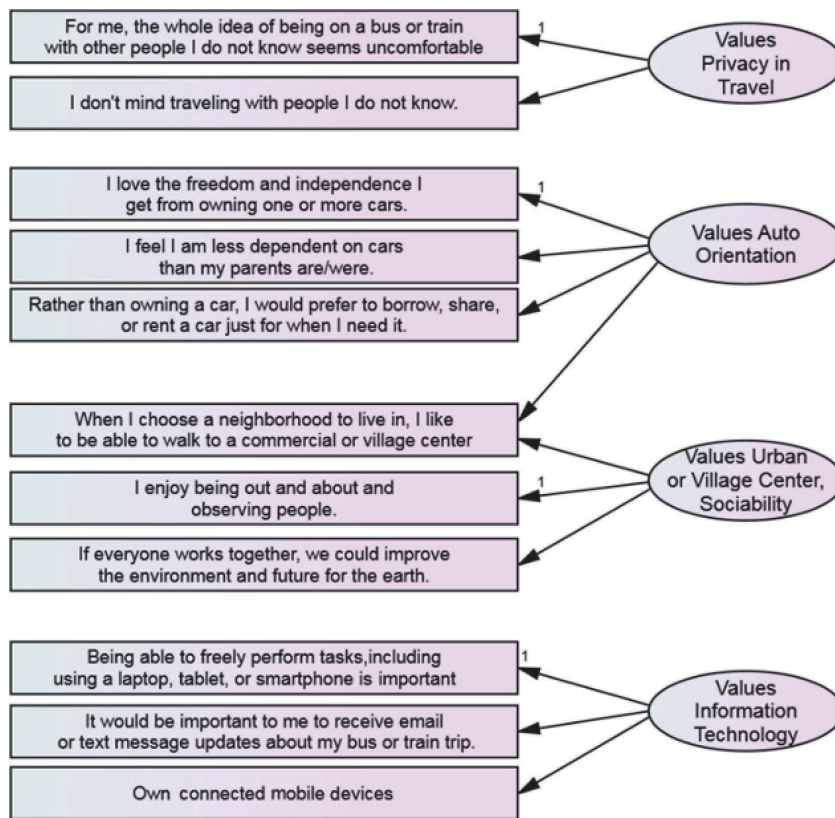 For me, the whole idea of being on a bus or train
with other people I do not know seems uncomfortable
1
Values
Privacy in
Travel
I don't mind traveling with people I do not know.
I love the freedom and independence I
get from owning one or more cars.
1
Values Auto
Orientation
I feel I am less dependent on cars
than my parents are/were.
Rather than owning a car, I would prefer to borrow, share,
or rent a car just for when I need it.
When I choose a neighborhood to live in, I like
to be able to walk to a commercial or village center
Values Urban
or Village Center,
Sociability
I enjoy being out and about and
observing people.
1
If everyone works together, we could improve
the environment and future for the earth.
Being able to freely perform tasks,including
using a laptop, tablet, or smartphone is important
1
Values
Information
Technology
It would be important to me to receive email
or text message updates about my bus or train trip.
Own connected mobile devices